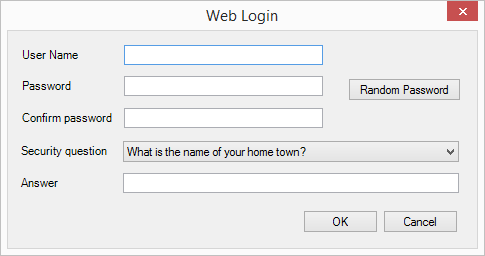 Web Login
User Name
Password
Random Password
Confirm password
Security question What is the name of your home town?
Answer
OK Cancel